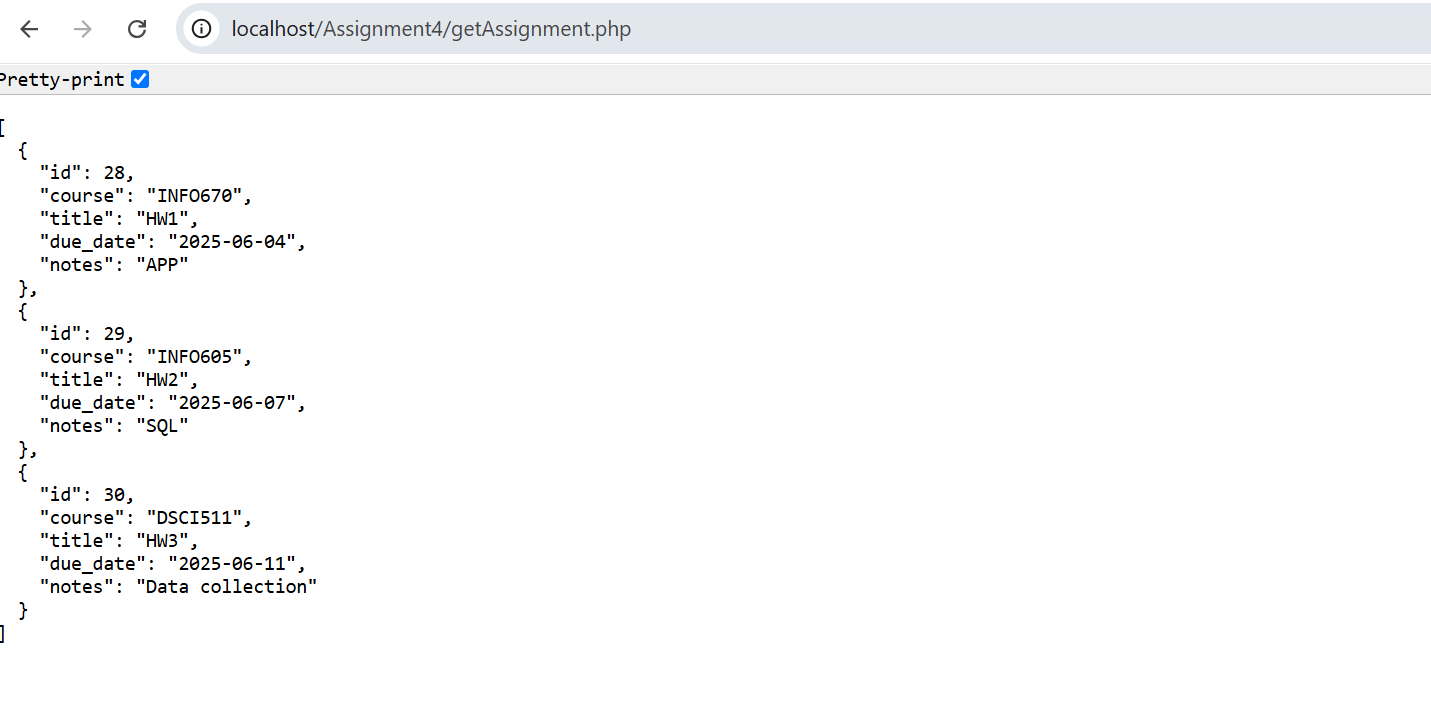 localhost/Assignment4/getAssignment.php
Pretty-print
[
  {
    "id": 28,
    "course": "INFO670",
    "title": "HW1",
    "due_date": "2025-06-04",
    "notes": "APP"
  },
  {
    "id": 29,
    "course": "INFO605",
    "title": "HW2",
    "due_date": "2025-06-07",
    "notes": "SQL"
  },
  {
    "id": 30,
    "course": "DSCI511",
    "title": "HW3",
    "due_date": "2025-06-11",
    "notes": "Data collection"
  }
]